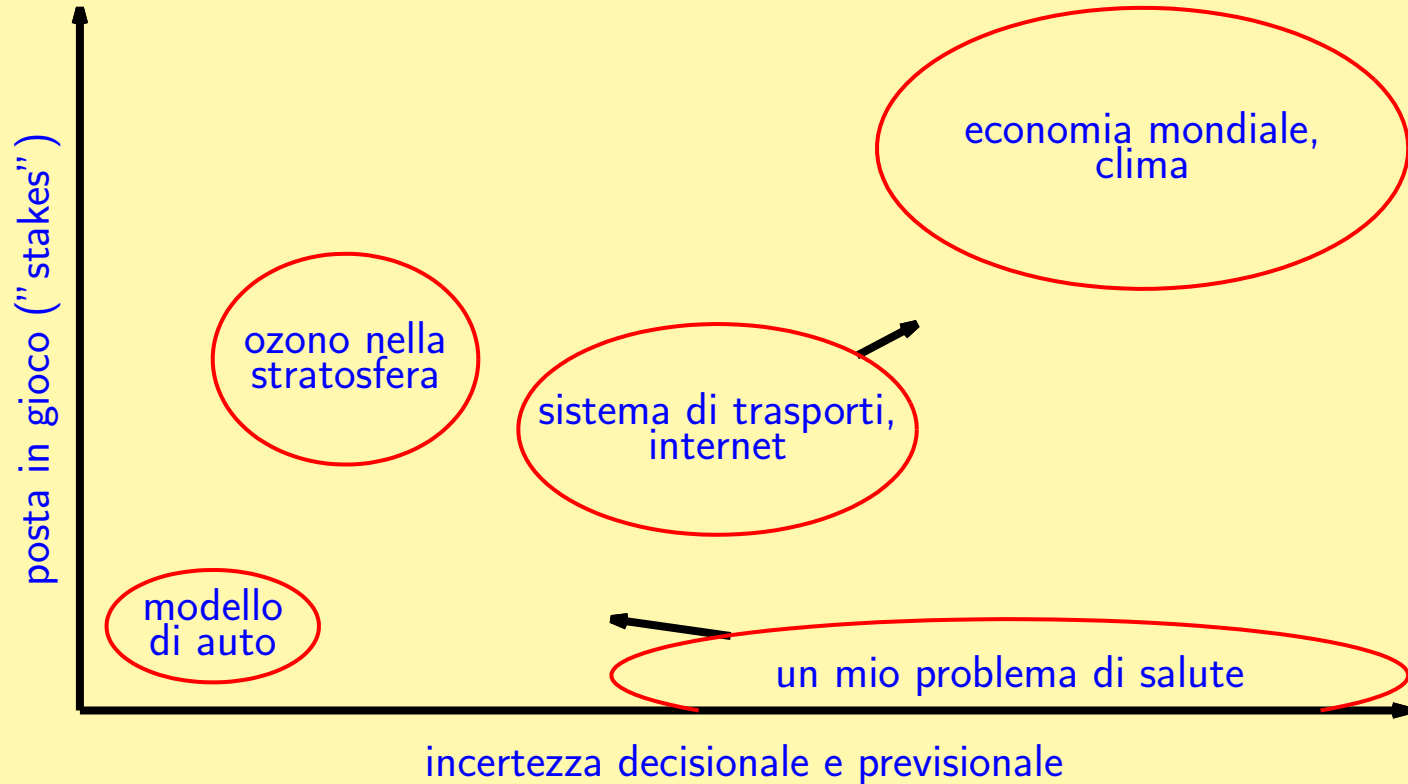 posta in gioco ("stakes")
economia mondiale,
clima
ozono nella
stratosfera
sistema di trasporti,
internet
modello
di auto
un mio problema di salute
incertezza decisionale e previsionale